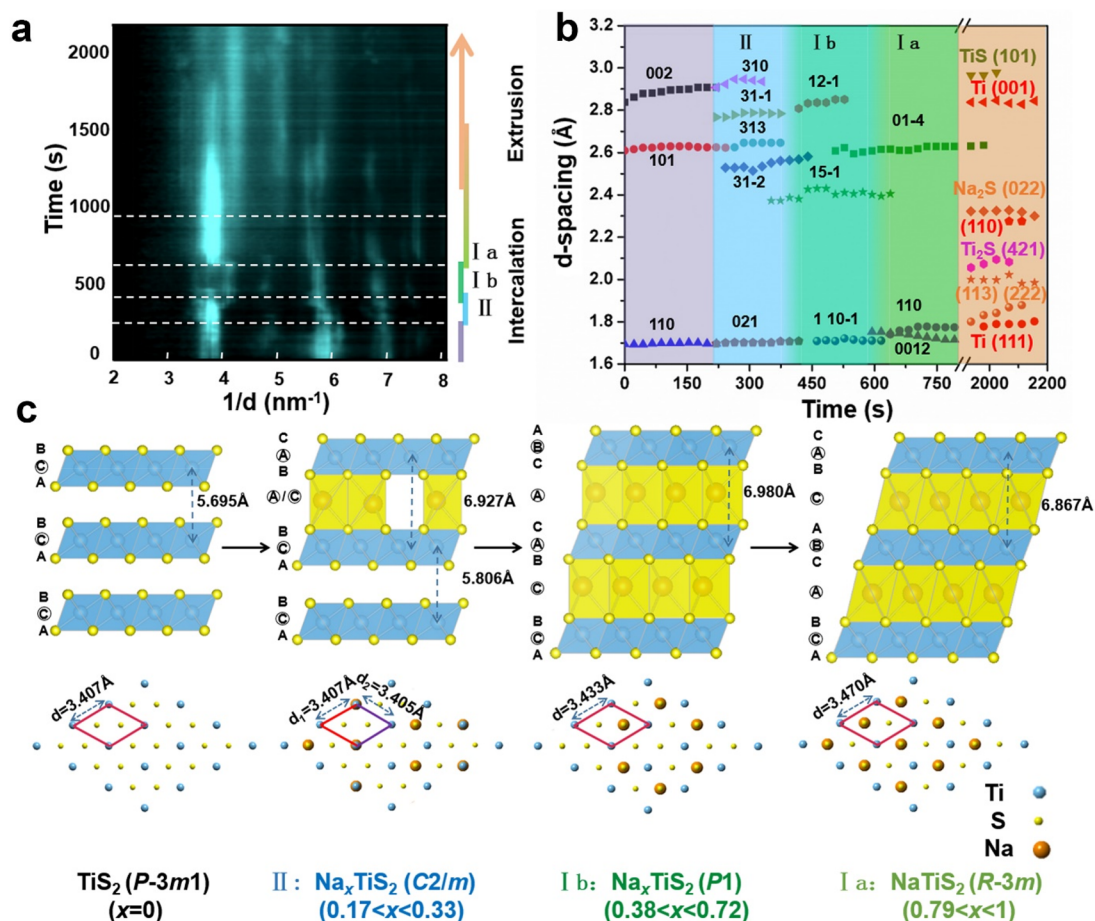 a
2000
1500
1000
500
0
Time (s)
2 3 4 5 6 7 8
1/d (nm⁻¹)
Extrusion
Intercalation
Ⅰa
Ⅰb
Ⅱ
b
3.2
3.0
2.8
2.6
2.4
2.2
2.0
1.8
1.6
d-spacing (Å)
0 150 300 450 600 750 2000 2200
Time (s)
Ⅱ Ⅰb Ⅰa
002
310
12-1
31-1
313
01-4
101
31-2
15-1
110
021
1 10-1
110
0012
TiS (101)
Ti (001)
Na₂S (022)
(110)
Ti₂S (421)
(113) (222)
Ti (111)
c
B
C
A
B
C
A
B
C
A
5.695Å
C
A
B
A/C
B
C
A
B
C
A
6.927Å
5.806Å
A
B
C
A
C
A
B
C
B
C
A
6.980Å
C
A
B
C
A
B
C
A
B
C
A
6.867Å
d=3.407Å
d₁=3.407Å
d₂=3.405Å
d=3.433Å
d=3.470Å
Ti
S
Na
TiS₂ (P-3m1)
(x=0)
Ⅱ: NaₓTiS₂ (C2/m)
(0.17<x<0.33)
Ⅰb: NaₓTiS₂ (P1)
(0.38<x<0.72)
Ⅰa: NaTiS₂ (R-3m)
(0.79<x<1)